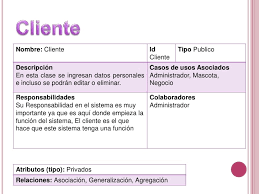 Cliente
Nombre: Cliente
Id
Cliente
Tipo Publico
Descripción
En esta clase se ingresan datos personales
e incluso se podrán editar o eliminar.
Casos de usos Asociados
Administrador, Mascota,
Negocio
Responsabilidades
Su Responsabilidad en el sistema es muy
importante ya que es aquí donde empieza la
función del sistema, El cliente es el que
hace que este sistema tenga una función
Colaboradores
Administrador
Atributos (tipo): Privados
Relaciones: Asociación, Generalización, Agregación